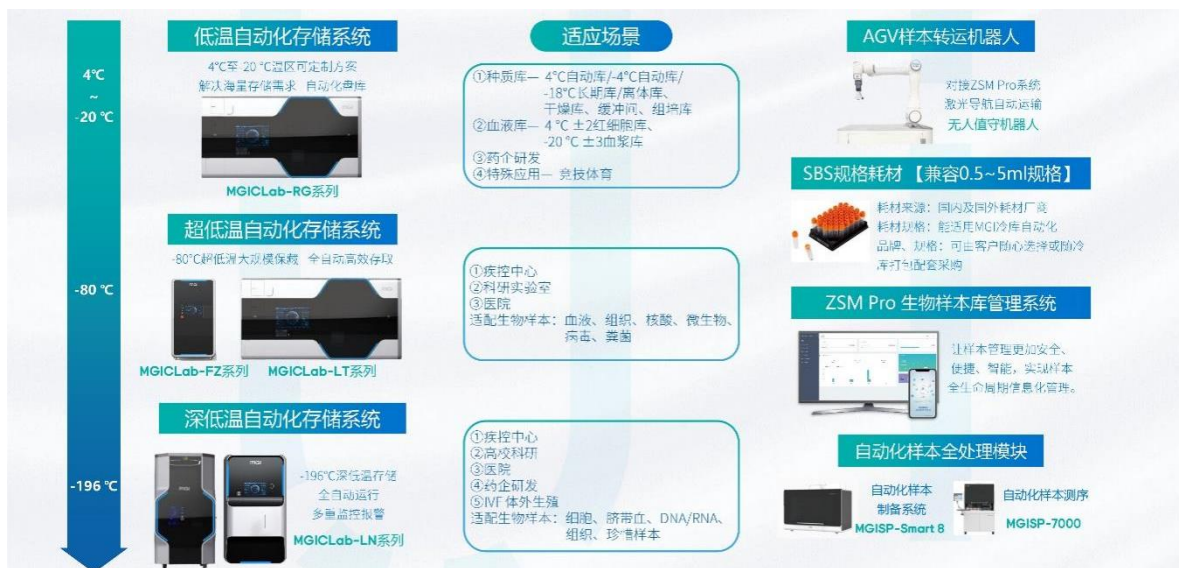 低温自动化存储系统
4℃
~
-20 ℃
4℃至-20 ℃温区可定制方案
解决海量存储需求 自动化盘库
MGICLab-RG系列
超低温自动化存储系统
-80℃超低温大规模保藏 全自动高效存取
-80 ℃
mgi
MGICLab-FZ系列
MGICLab-LT系列
深低温自动化存储系统
-196 ℃
-196℃深低温存储
全自动运行
多重监控报警
mgi
MGICLab-LN系列
适应场景
①种质库— 4℃自动库/-4℃自动库/
-18℃长期库/离体库、
干燥库、缓冲间、组培库
②血液库— 4 ℃ ±2红细胞库、
-20 ℃ ±3血浆库
③药企研发
④特殊应用— 竞技体育
①疾控中心
②科研实验室
③医院
适配生物样本：血液、组织、核酸、微生物、
病毒、粪菌
①疾控中心
②高校科研
③医院
④药企研发
⑤IVF 体外生殖
适配生物样本：细胞、脐带血、DNA/RNA、
组织、珍惜样本
AGV样本转运机器人
对接ZSM Pro系统
激光导航自动运输
无人值守机器人
SBS规格耗材 【兼容0.5~5ml规格】
耗材来源：国内及国外耗材厂商
耗材规格：能适用MGI冷库自动化
品牌、规格：可由客户随心选择或随冷
库打包配套采购
ZSM Pro 生物样本库管理系统
让样本管理更加安全、
便捷、智能，实现样本
全生命周期信息化管理。
自动化样本全处理模块
自动化样本
制备系统
MGISP-Smart 8
自动化样本测序
MGISP-7000